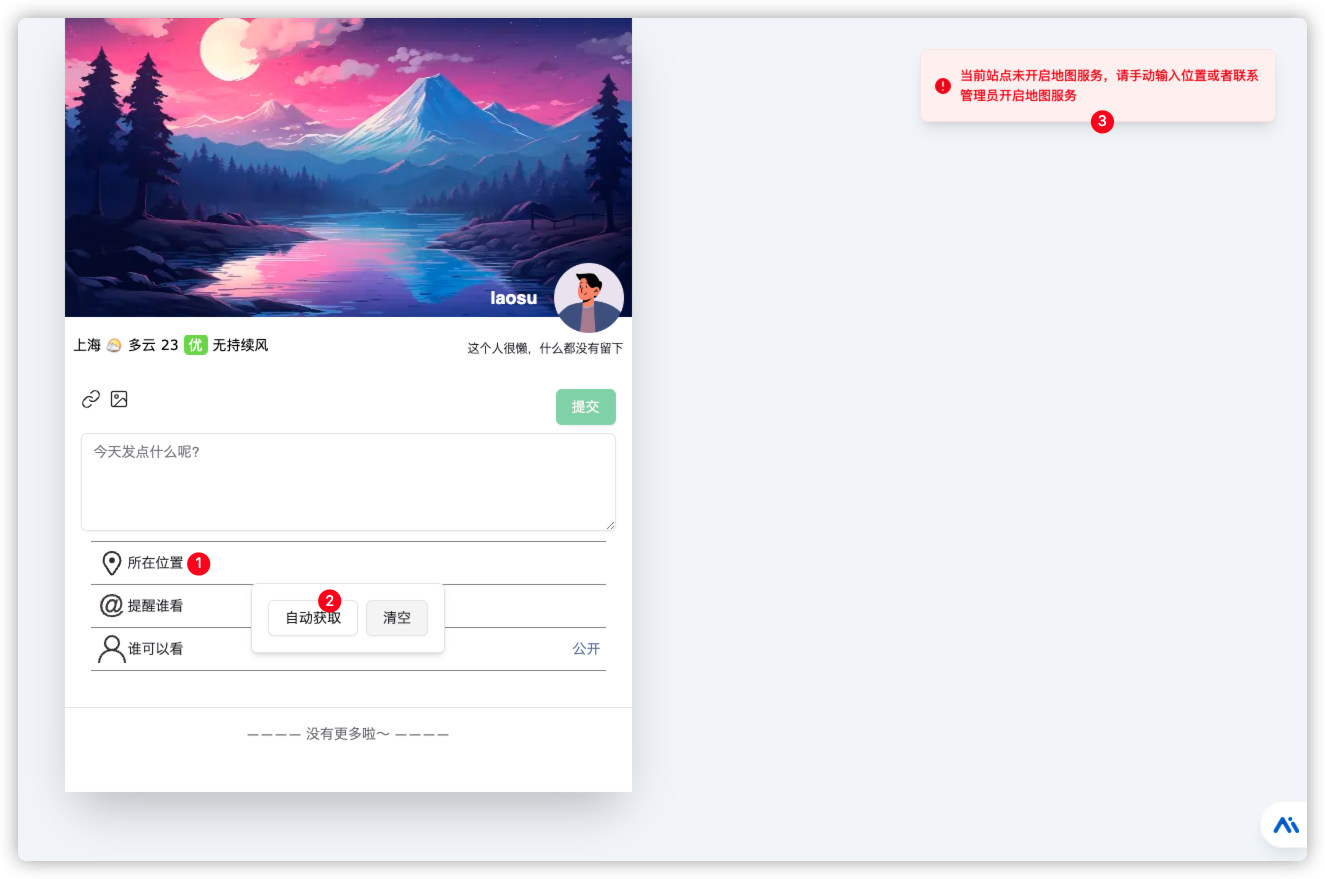 当前站点未开启地图服务，请手动输入位置或者联系
管理员开启地图服务
3
laosu
上海 多云 23 优 无持续风
这个人很懒，什么都没有留下
提交
今天发点什么呢?
所在位置 1
2
自动获取 清空
提醒谁看
谁可以看 公开
———— 没有更多啦～ ————